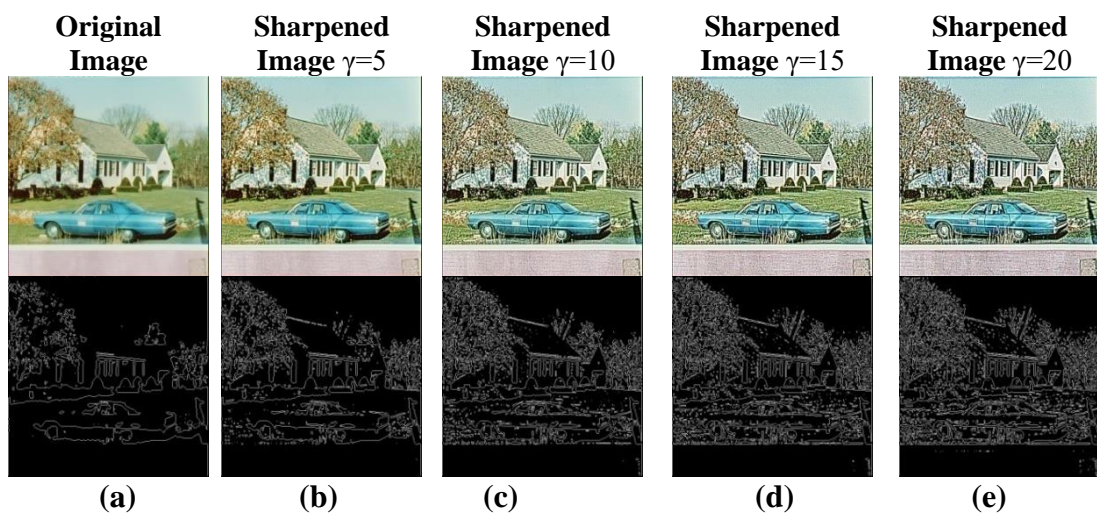 Original
Image
Sharpened
Image γ=5
Sharpened
Image γ=10
Sharpened
Image γ=15
Sharpened
Image γ=20
(a)
(b)
(c)
(d)
(e)